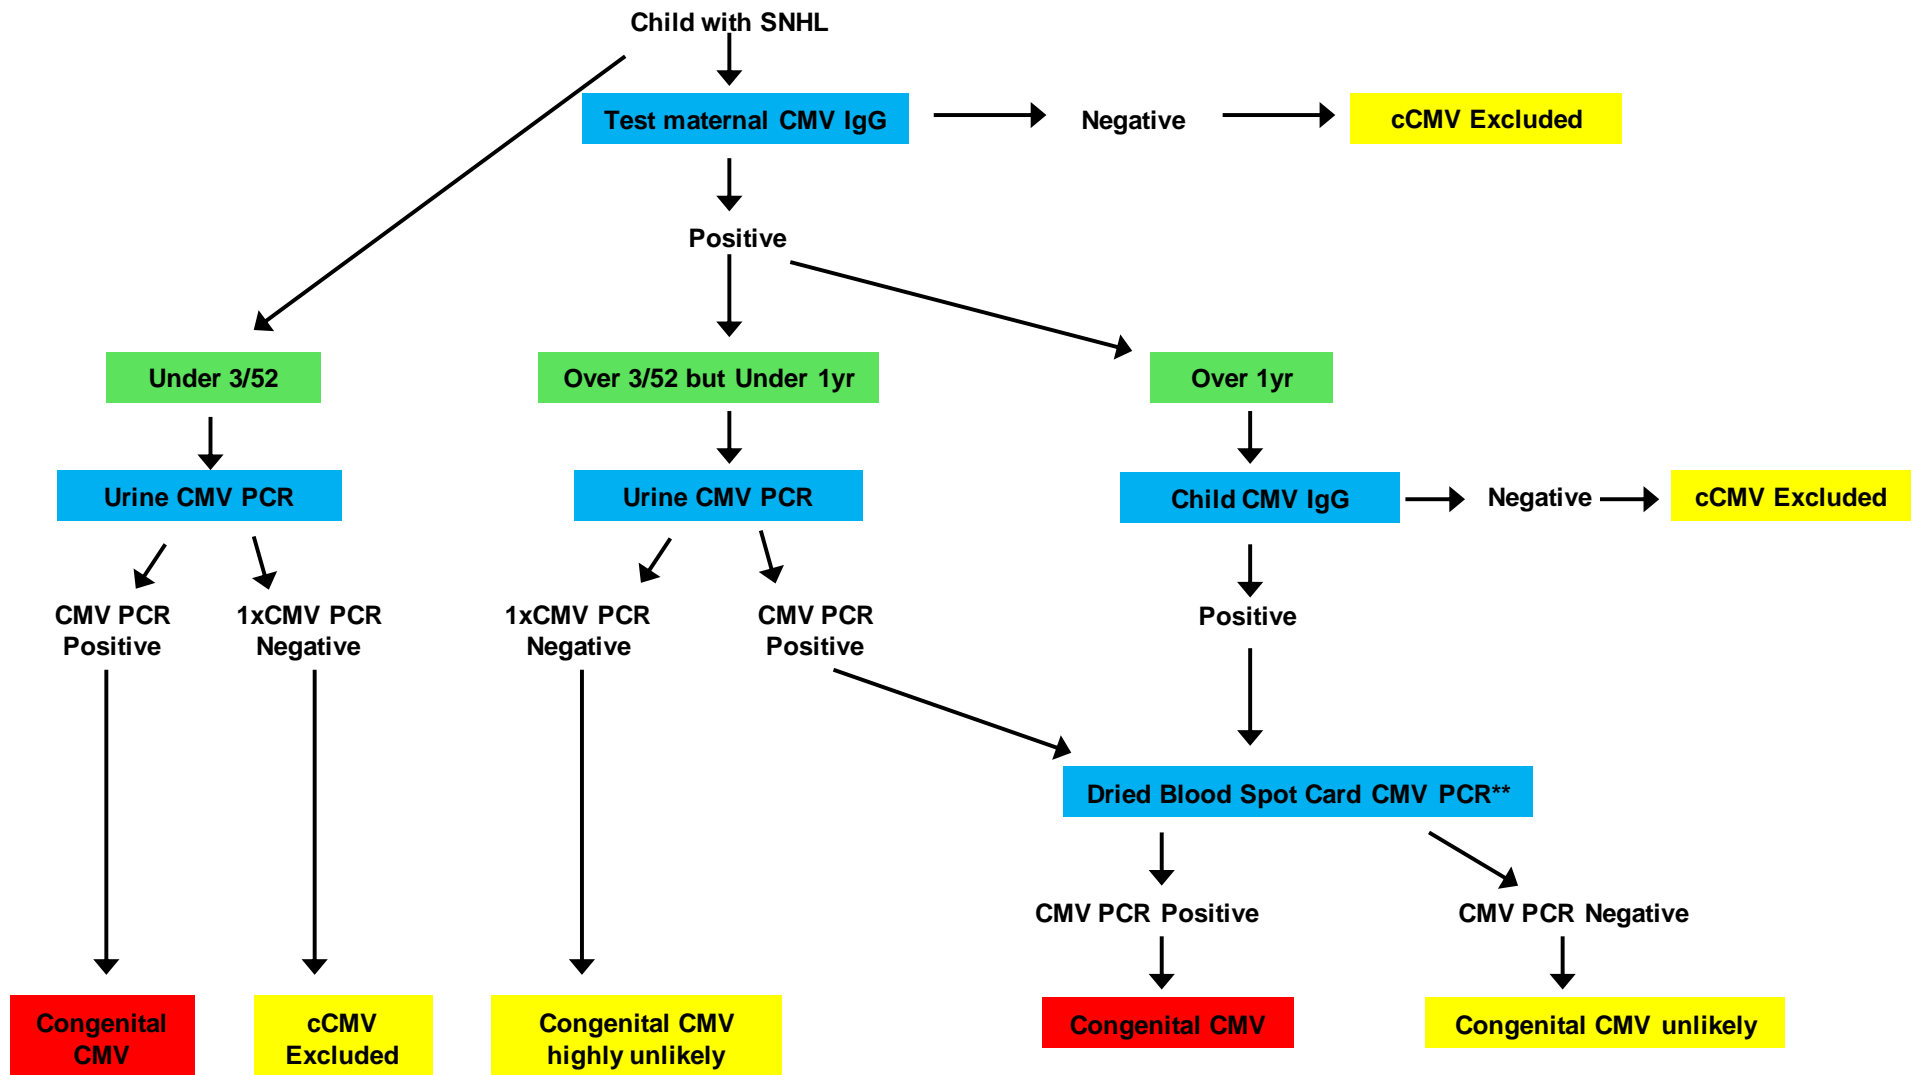 Child with SNHL
Test maternal CMV IgG
Negative
cCMV Excluded
Positive
Under 3/52
Over 3/52 but Under 1yr
Over 1yr
Urine CMV PCR
Urine CMV PCR
Child CMV IgG
Negative
cCMV Excluded
CMV PCR
Positive
1xCMV PCR
Negative
1xCMV PCR
Negative
CMV PCR
Positive
Positive
Dried Blood Spot Card CMV PCR**
CMV PCR Positive
CMV PCR Negative
Congenital
CMV
cCMV
Excluded
Congenital CMV
highly unlikely
Congenital CMV
Congenital CMV unlikely